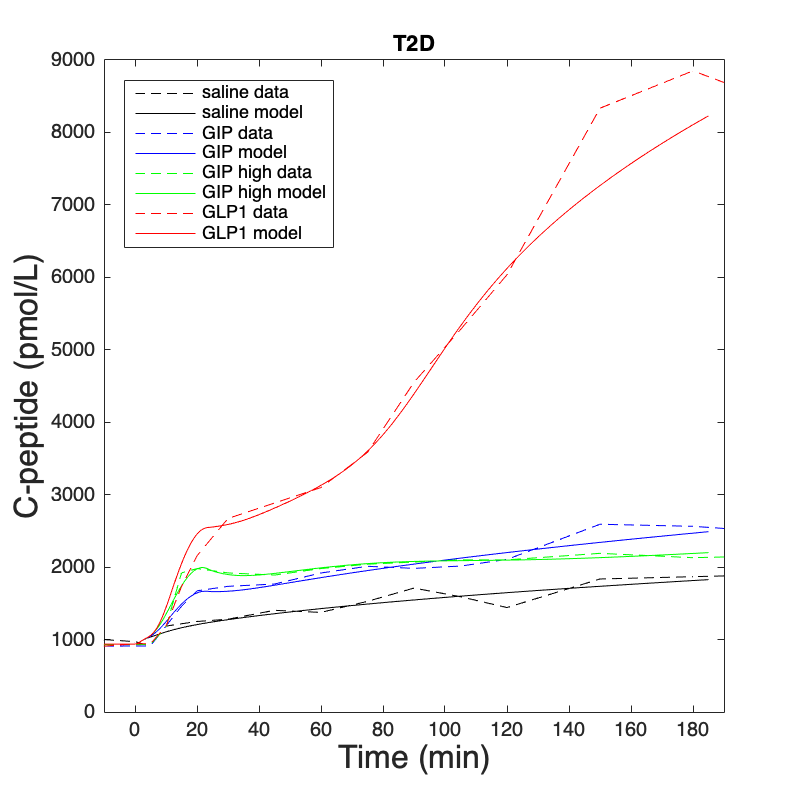 T2D
9000
8000
7000
6000
5000
4000
3000
2000
1000
0
C-peptide (pmol/L)
saline data
saline model
GIP data
GIP model
GIP high data
GIP high model
GLP1 data
GLP1 model
0 20 40 60 80 100 120 140 160 180
Time (min)